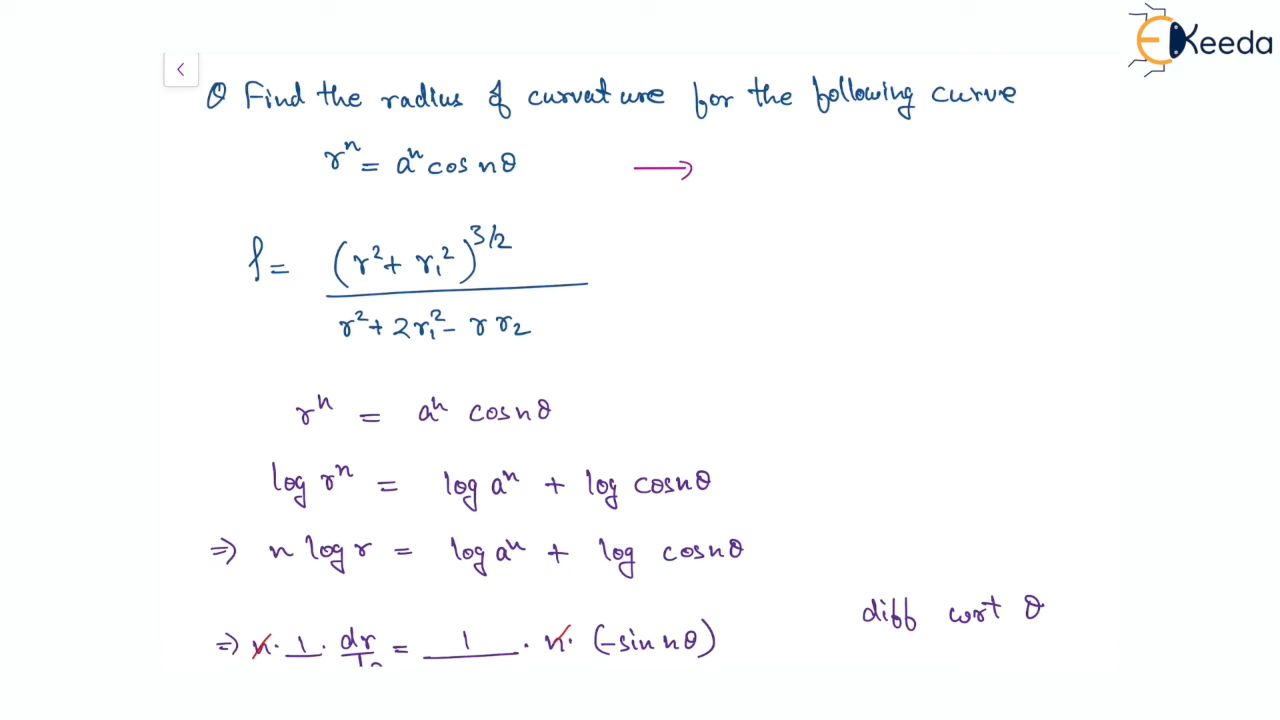 EKeeda
Q Find the radius of curvature for the following curve
rⁿ = aⁿ cos nθ →
ρ = (r² + r₁²)^3/2
r² + 2r₁² - r r₂
rⁿ = aⁿ cos nθ
log rⁿ = log aⁿ + log cos nθ
⇒ n log r = log aⁿ + log cos nθ
diff wrt θ
⇒ n · 1 · dr = 1 · n · (-sin nθ)